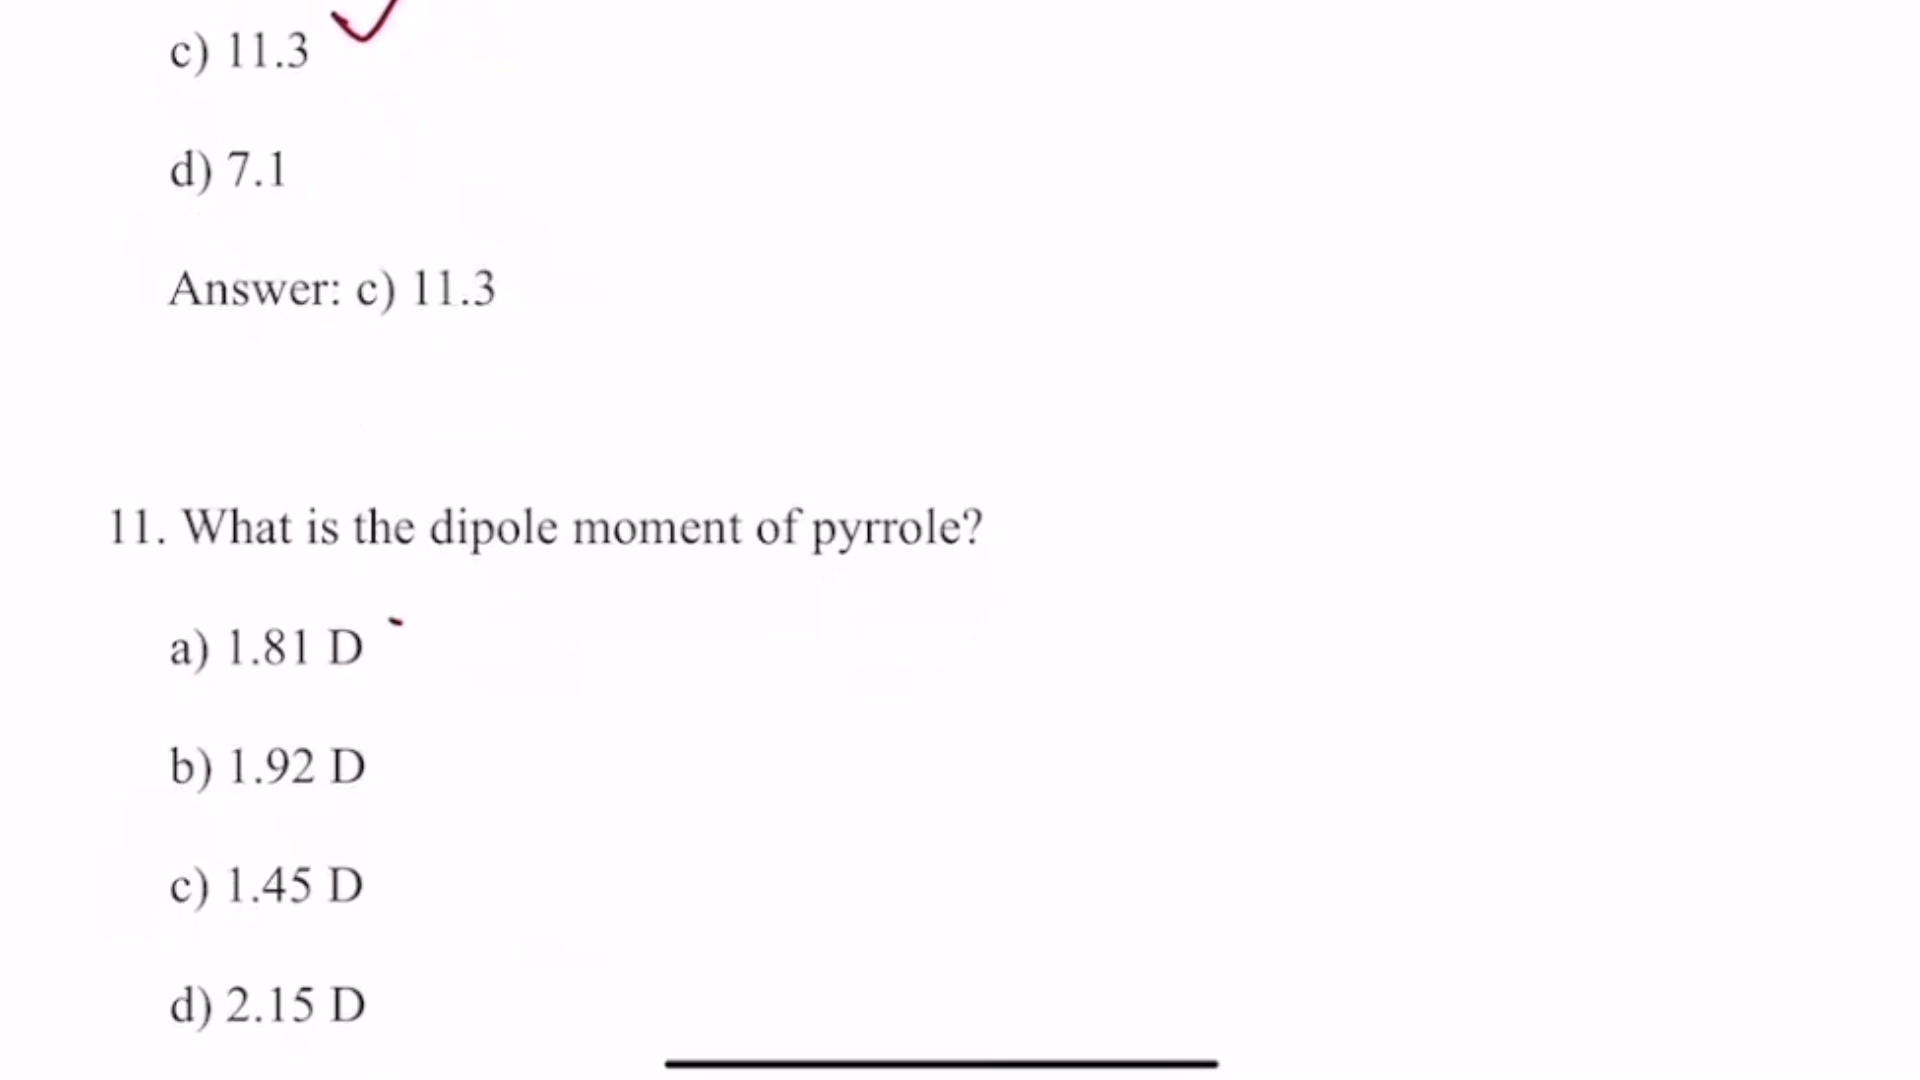 c) 11.3
d) 7.1
Answer: c) 11.3
11. What is the dipole moment of pyrrole?
a) 1.81 D
b) 1.92 D
c) 1.45 D
d) 2.15 D